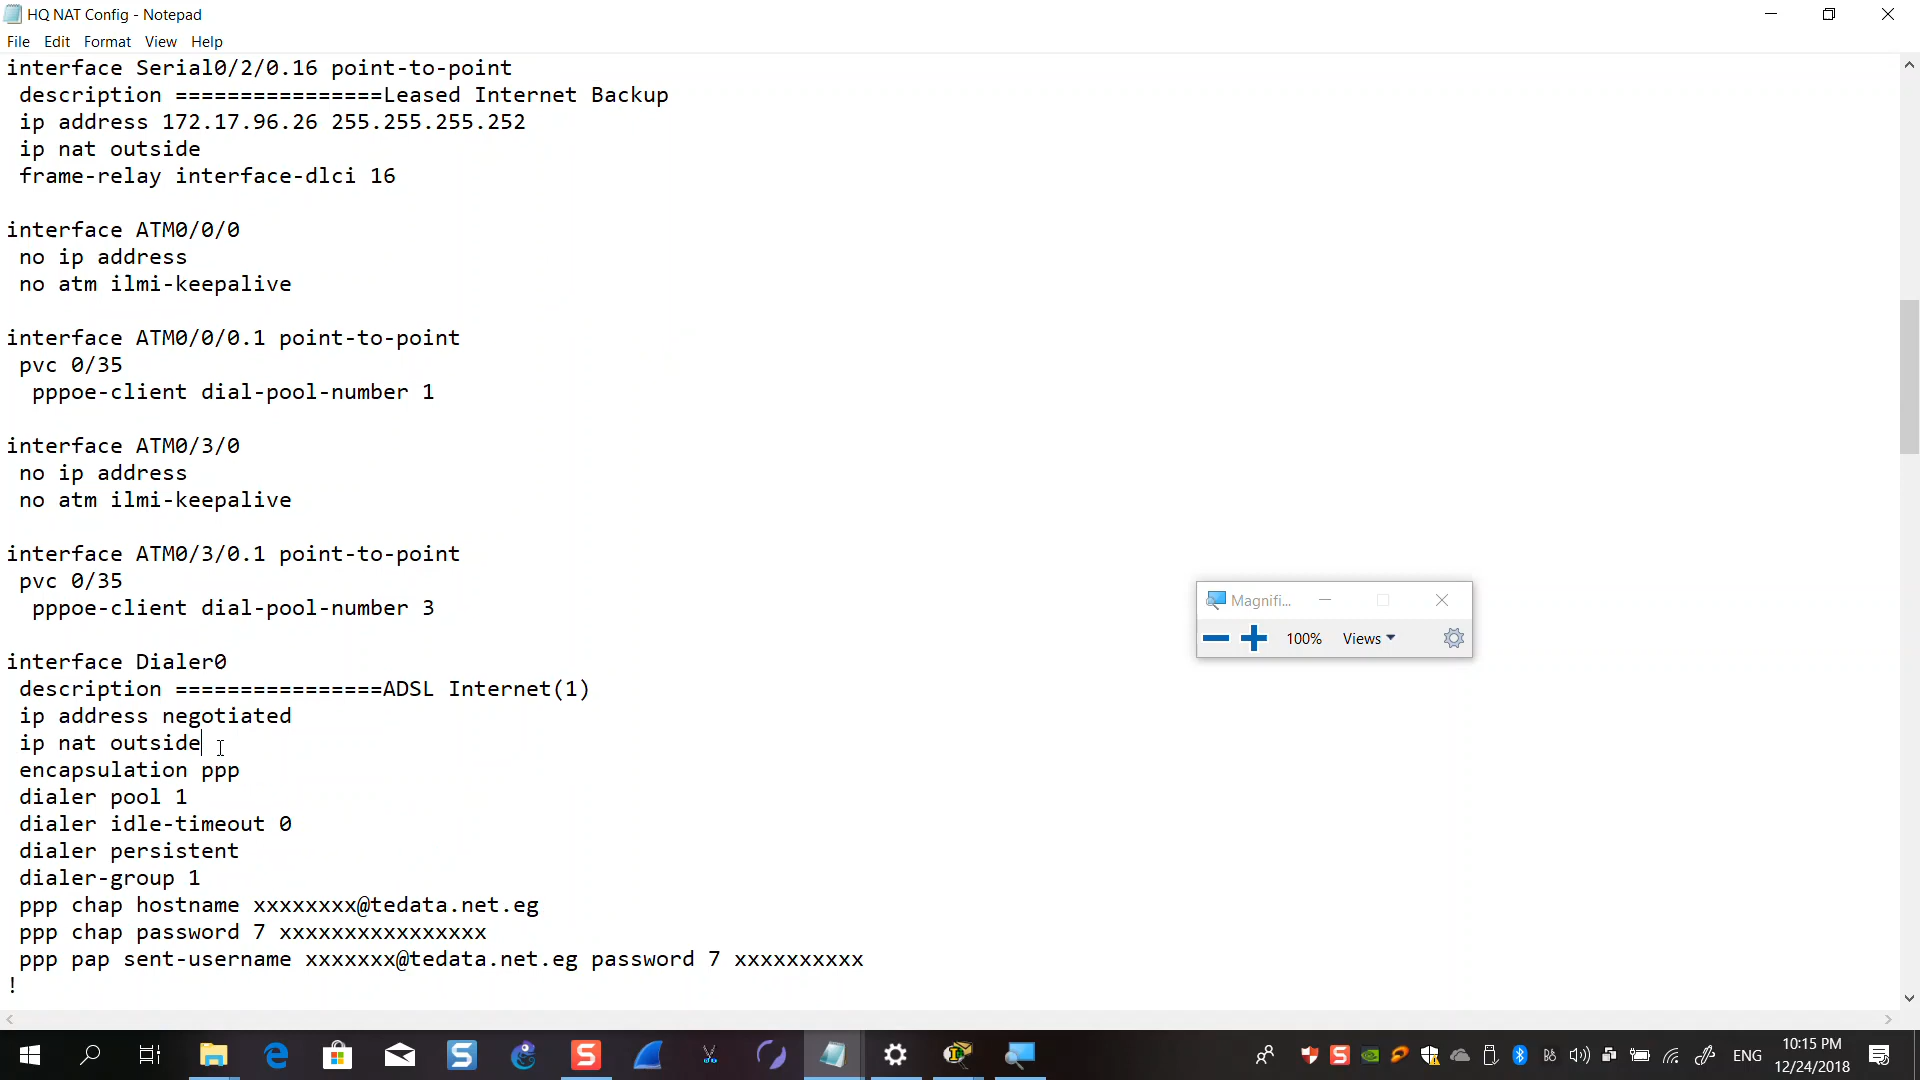 HQ NAT Config - Notepad
File Edit Format View Help
interface Serial0/2/0.16 point-to-point
 description ================Leased Internet Backup
 ip address 172.17.96.26 255.255.255.252
 ip nat outside
 frame-relay interface-dlci 16
interface ATM0/0/0
 no ip address
 no atm ilmi-keepalive
interface ATM0/0/0.1 point-to-point
 pvc 0/35
  pppoe-client dial-pool-number 1
interface ATM0/3/0
 no ip address
 no atm ilmi-keepalive
interface ATM0/3/0.1 point-to-point
 pvc 0/35
  pppoe-client dial-pool-number 3
interface Dialer0
 description ================ADSL Internet(1)
 ip address negotiated
 ip nat outside
 encapsulation ppp
 dialer pool 1
 dialer idle-timeout 0
 dialer persistent
 dialer-group 1
 ppp chap hostname xxxxxxxx@tedata.net.eg
 ppp chap password 7 xxxxxxxxxxxxxxxx
 ppp pap sent-username xxxxxxx@tedata.net.eg password 7 xxxxxxxxxx
!
Magnifi...
100% Views
ENG
10:15 PM
12/24/2018